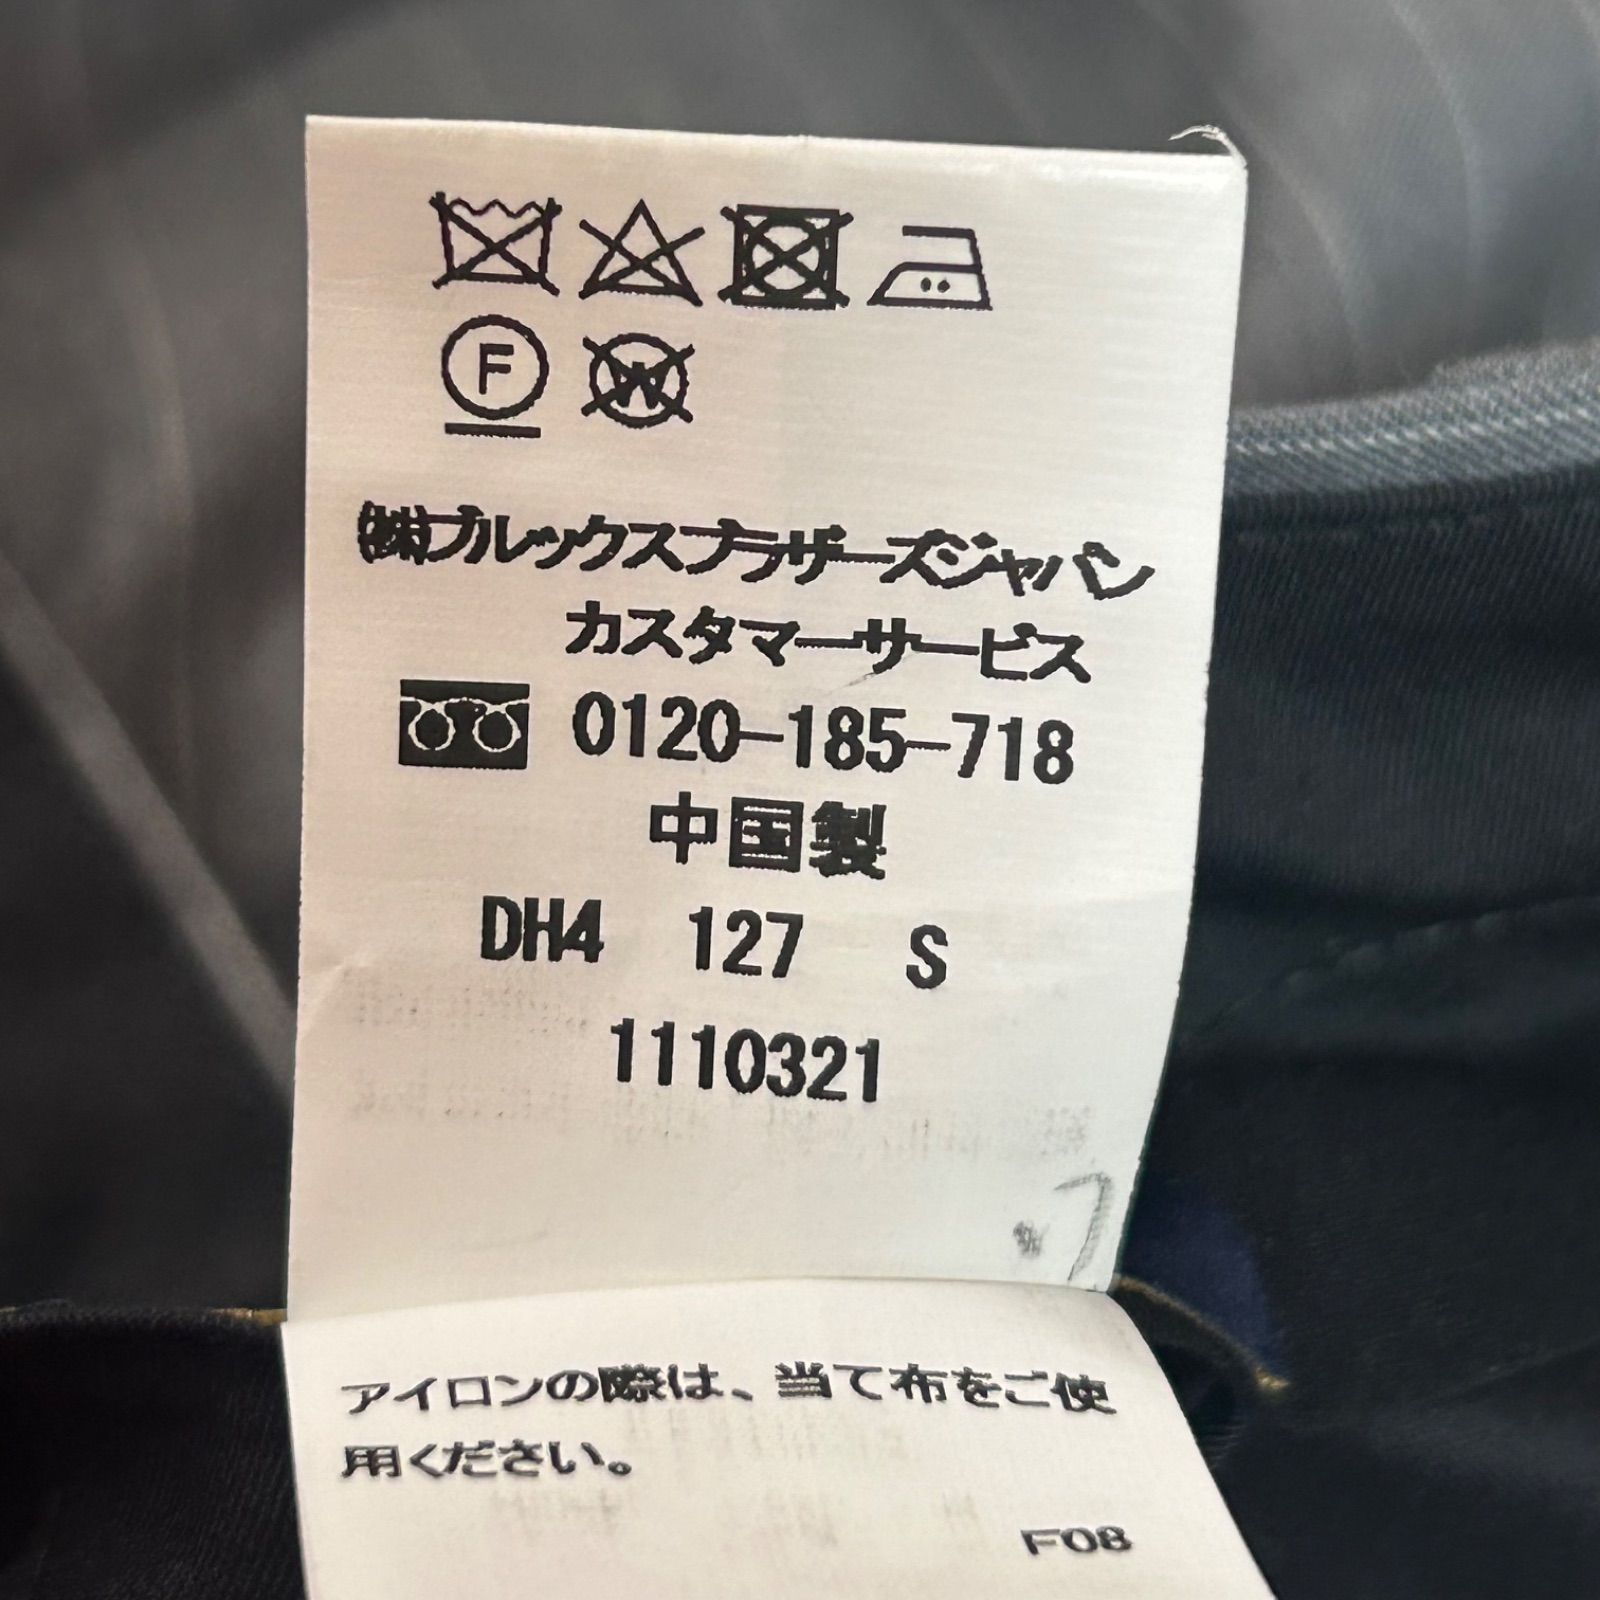 F
W
(株)ブルックスブラザーズジャパン
カスタマーサービス
0120-185-718
中国製
DH4 127 S
1110321
アイロンの際は、当て布をご使
用ください。
F08